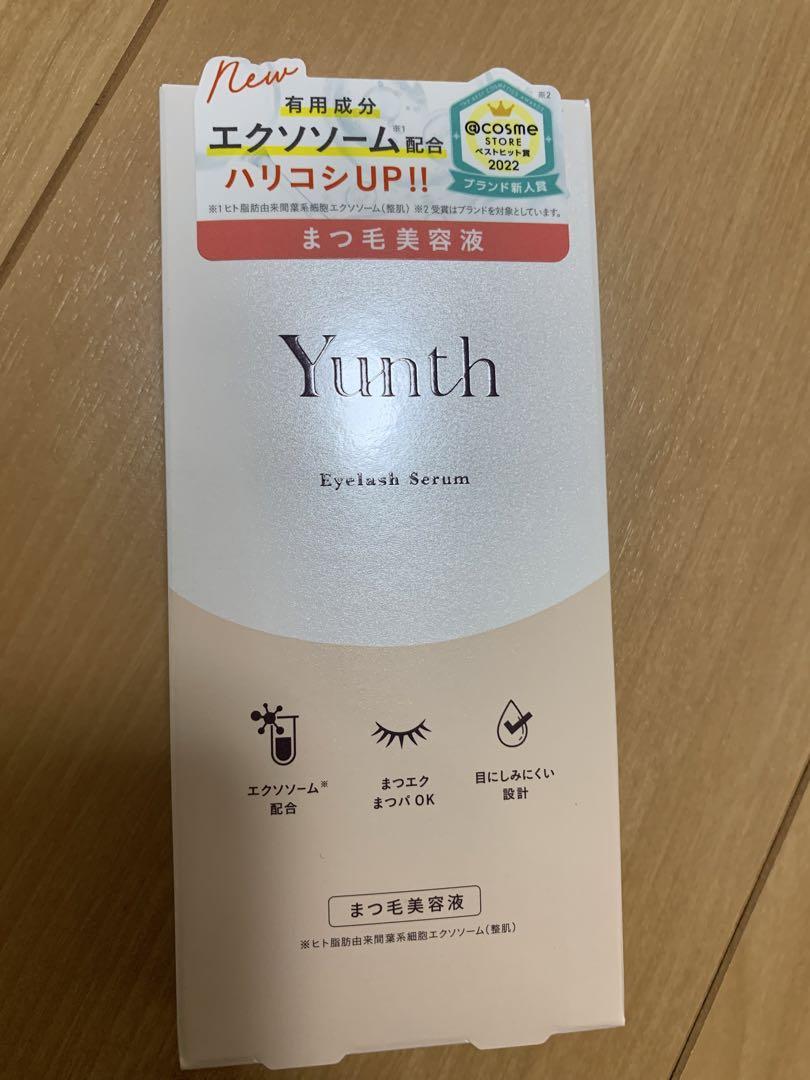 New
有用成分
エクソソーム※1配合
ハリコシUP!!
※2
THE BEST COSMETICS AWARDS
@cosme
STORE
ベストヒット賞
2022
ブランド新人賞
※1ヒト脂肪由来間葉系細胞エクソソーム(整肌) ※2受賞はブランドを対象としています。
まつ毛美容液
Yunth
Eyelash Serum
エクソソーム※
配合
まつエク
まつパ OK
目にしみにくい
設計
まつ毛美容液
※ヒト脂肪由来間葉系細胞エクソソーム(整肌)